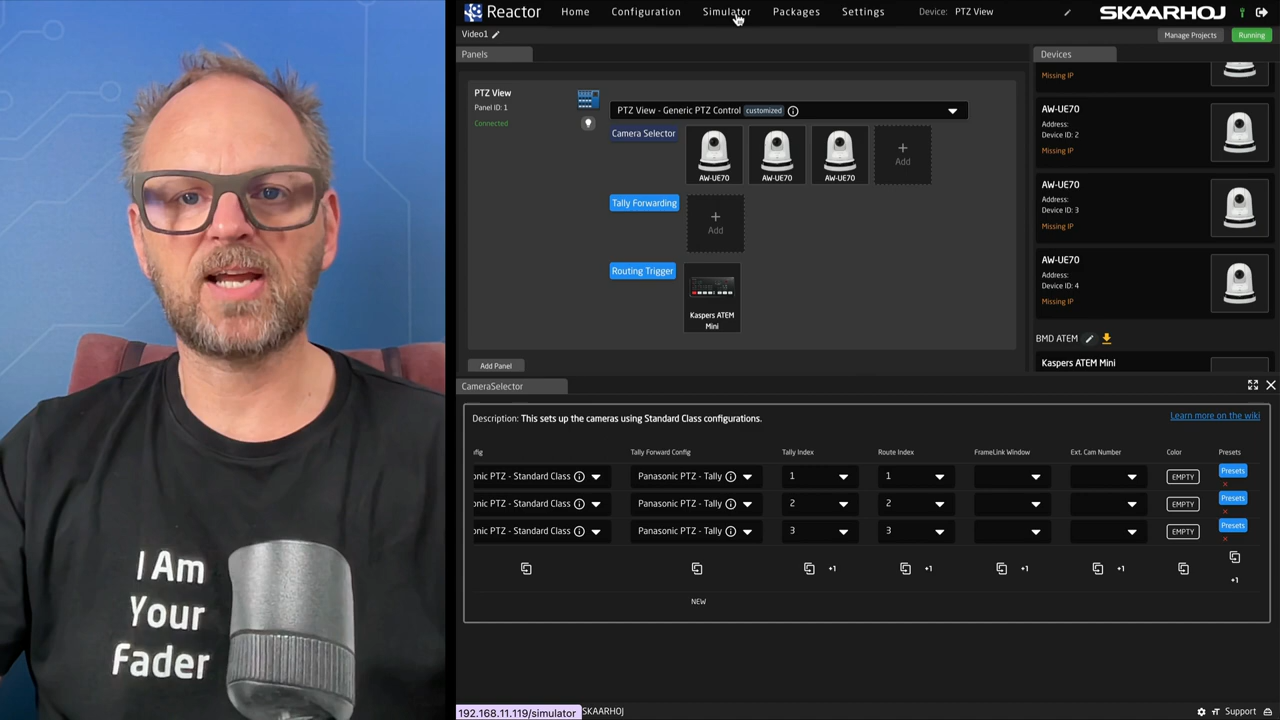 Reactor
Home
Configuration
Simulator
Packages
Settings
Device:
PTZ View
SKAARHOJ
Video1
Manage Projects
Running
Panels
Devices
PTZ View
Panel ID: 1
Connected
PTZ View - Generic PTZ Control customized
Camera Selector
AW-UE70
AW-UE70
AW-UE70
Add
Tally Forwarding
Add
Routing Trigger
Kaspers ATEM
Mini
Add Panel
Missing IP
AW-UE70
Address:
Device ID: 2
Missing IP
AW-UE70
Address:
Device ID: 3
Missing IP
AW-UE70
Address:
Device ID: 4
Missing IP
BMD ATEM
Kaspers ATEM Mini
CameraSelector
Description: This sets up the cameras using Standard Class configurations.
Learn more on the wiki
fig
Tally Forward Config
Tally Index
Route Index
FrameLink Window
Ext. Cam Number
Color
Presets
onic PTZ - Standard Class
Panasonic PTZ - Tally
1
1
EMPTY
Presets
x
onic PTZ - Standard Class
Panasonic PTZ - Tally
2
2
EMPTY
Presets
x
onic PTZ - Standard Class
Panasonic PTZ - Tally
3
3
EMPTY
Presets
x
+1
+1
+1
+1
+1
NEW
192.168.11.119/simulator
SKAARHOJ
Support
I Am
Your
Fader